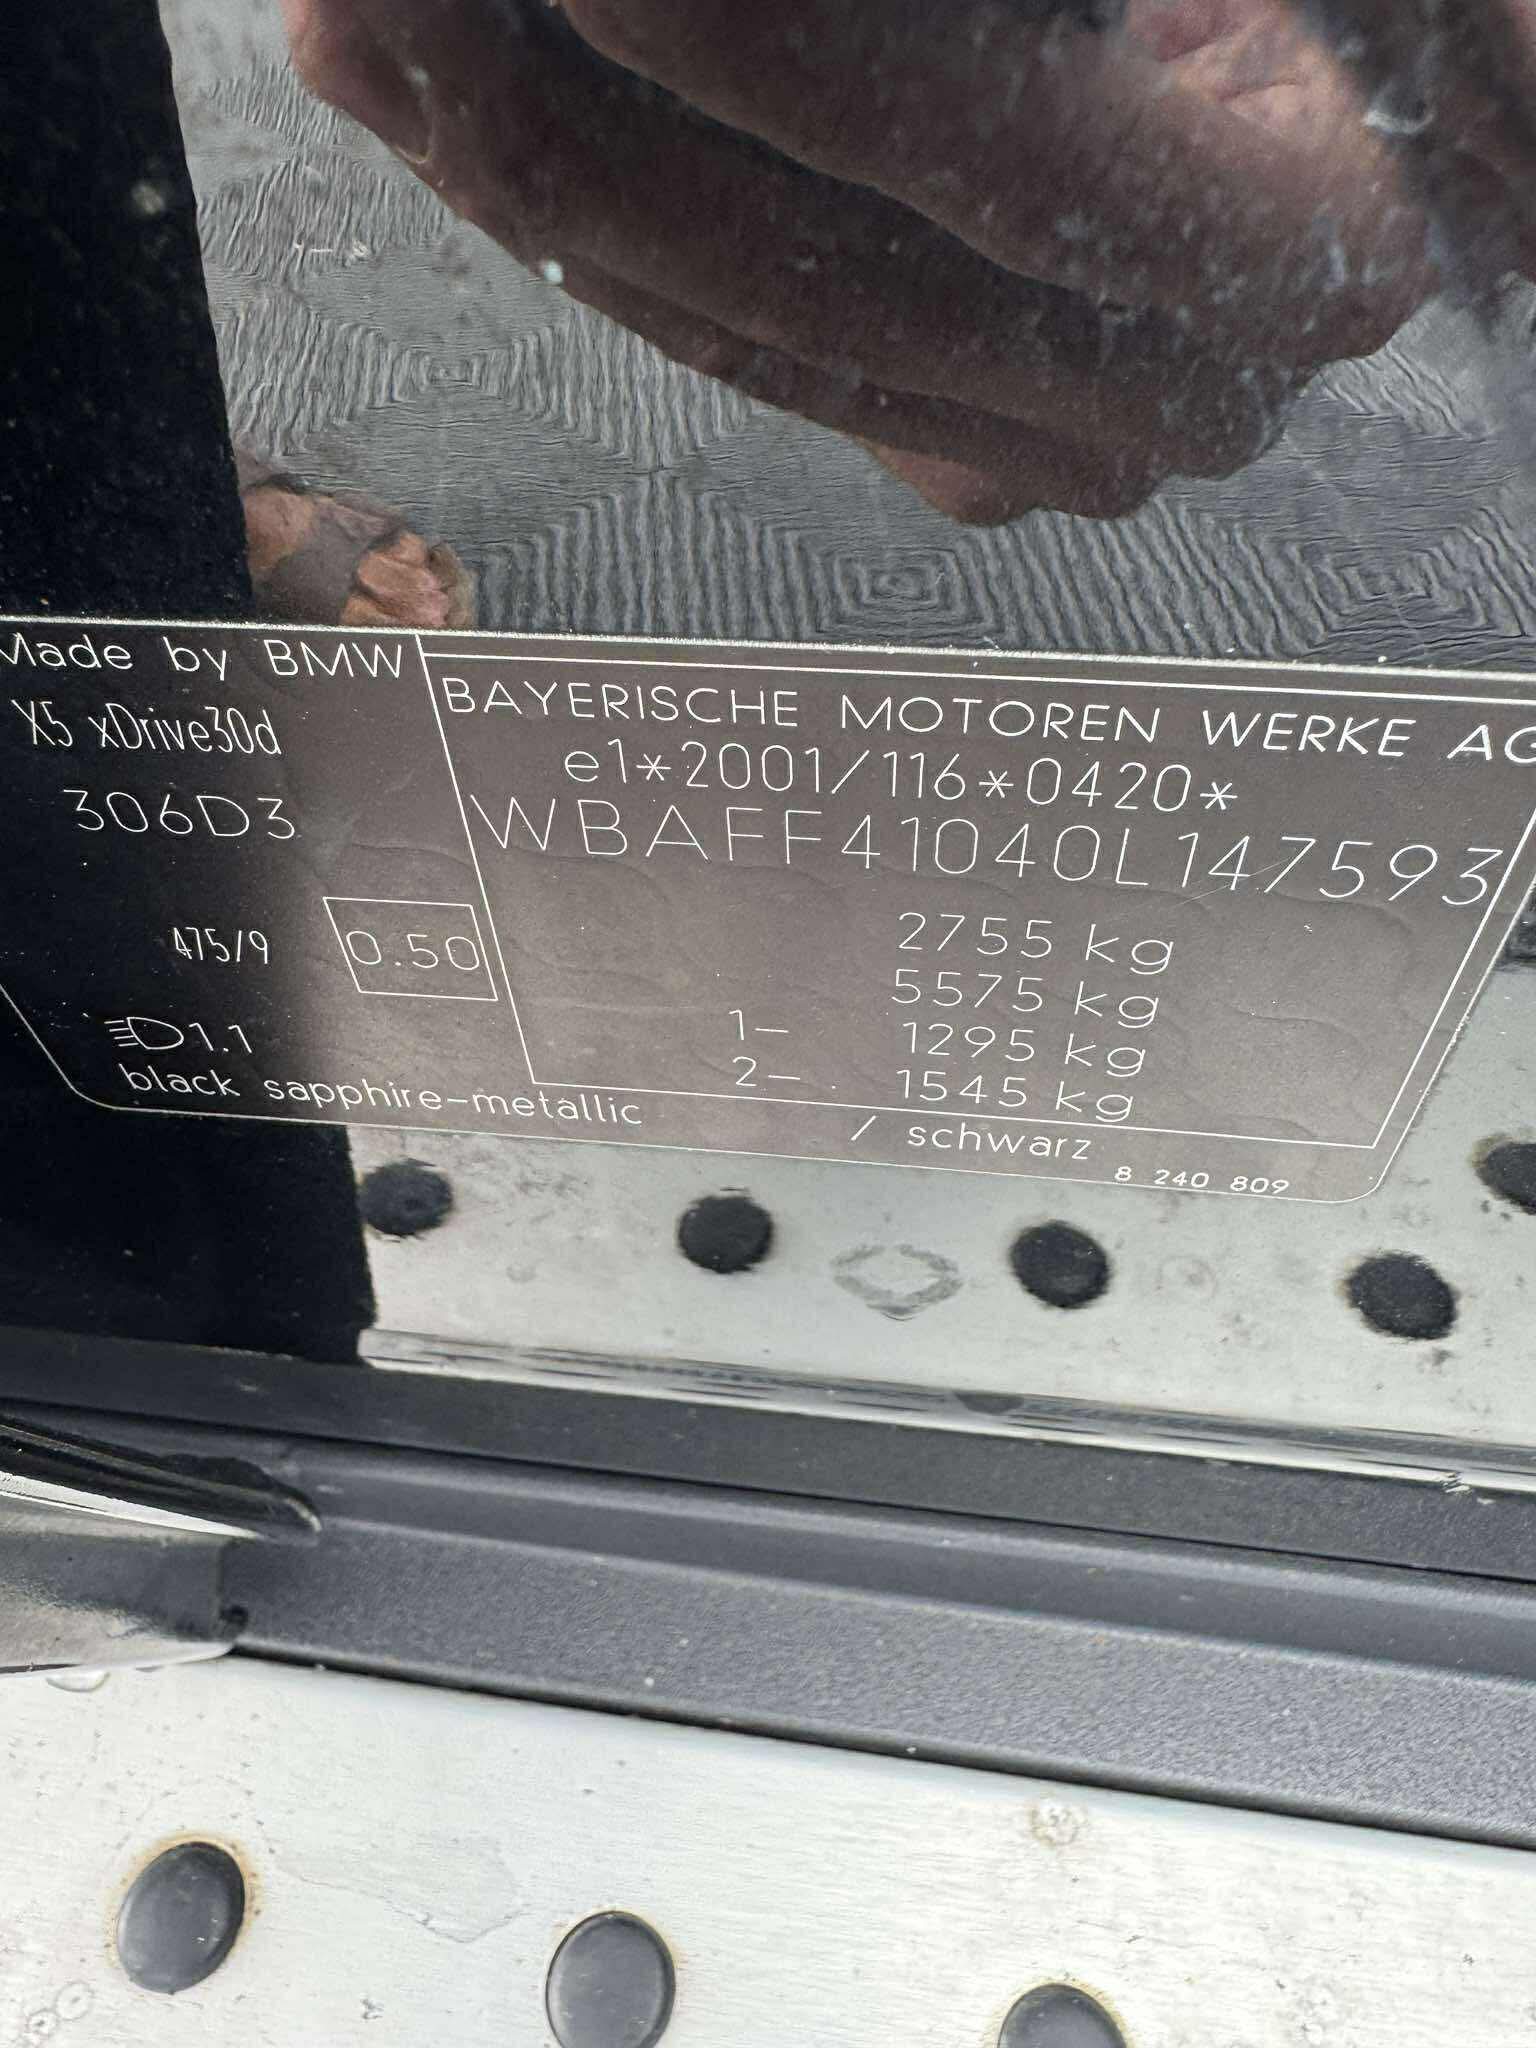 Made by BMW
X5 xDrive30d
306D3
475/9
0.50
D1.1
BAYERISCHE MOTOREN WERKE AG
e1*2001/116*0420*
WBAFF41040L147593
2755 kg
5575 kg
1- 1295 kg
2- 1545 kg
black sapphire-metallic / schwarz
8 240 809